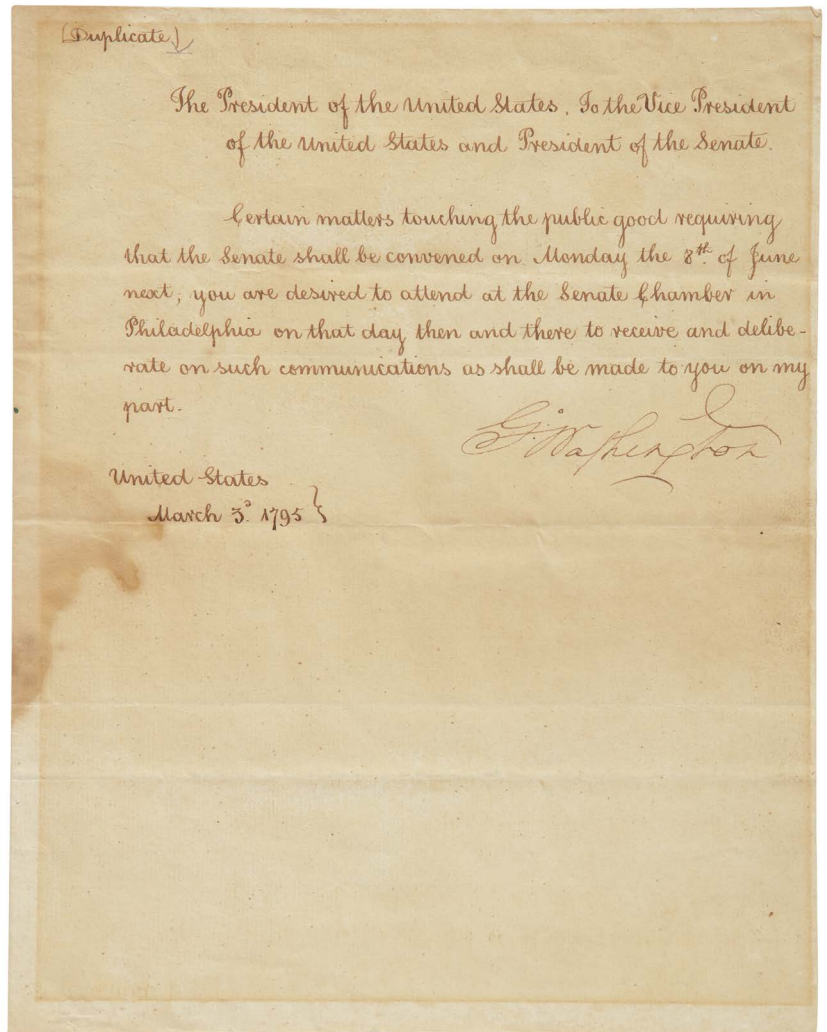 (Duplicate)
The President of the United States, To the Vice President
of the United States and President of the Senate.
Certain matters touching the public good requiring
that the Senate shall be convened on Monday the 8th. of June
next, you are desired to attend at the Senate Chamber in
Philadelphia on that day then and there to receive and delibe-
rate on such communications as shall be made to you on my
part.
G. Washington
United States
March 3d. 1795 }